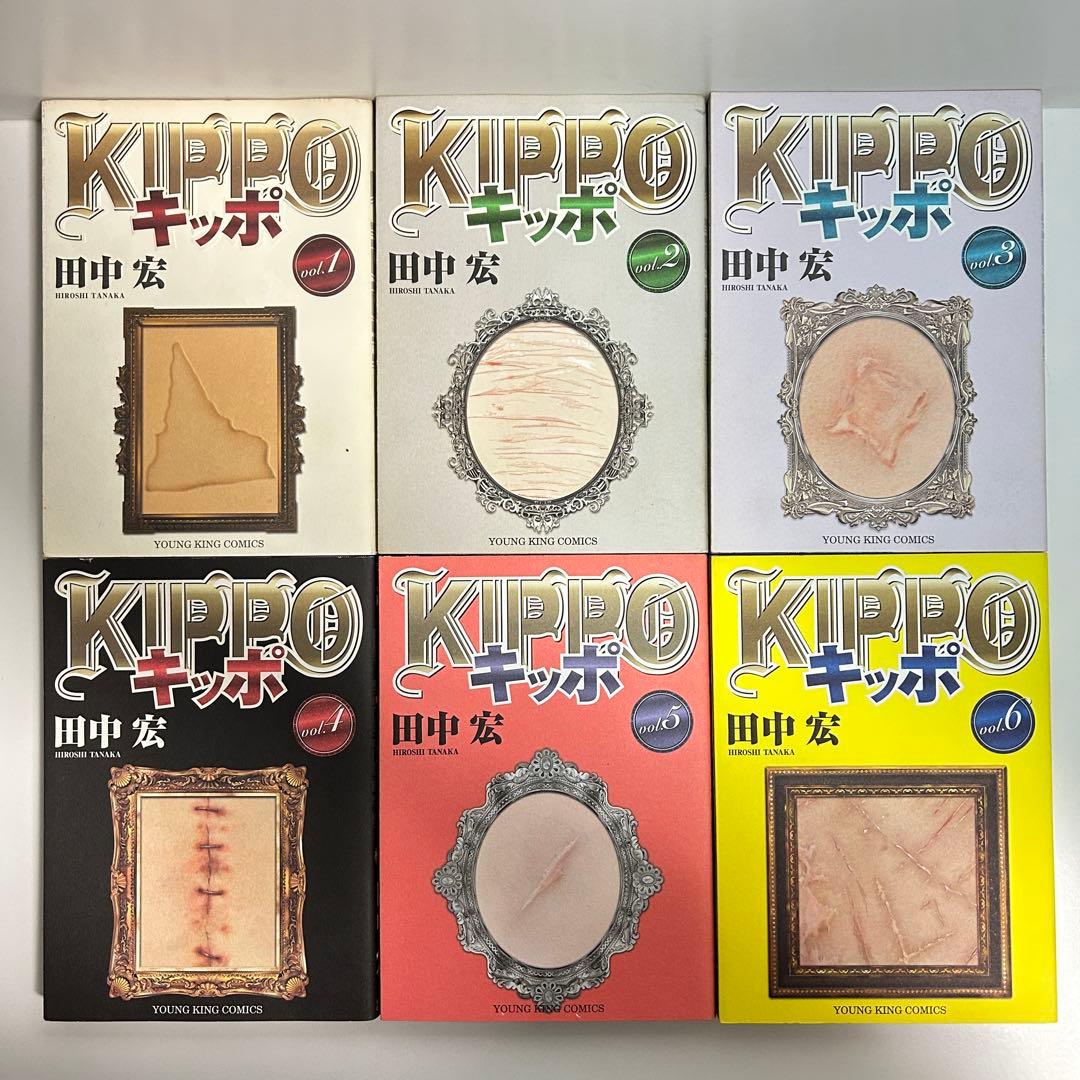 KIPPO
キッポ
vol.1
田中 宏
HIROSHI TANAKA
YOUNG KING COMICS
KIPPO
キッポ
vol.2
田中 宏
HIROSHI TANAKA
YOUNG KING COMICS
KIPPO
キッポ
vol.3
田中 宏
HIROSHI TANAKA
YOUNG KING COMICS
KIPPO
キッポ
vol.4
田中 宏
HIROSHI TANAKA
YOUNG KING COMICS
KIPPO
キッポ
vol.5
田中 宏
HIROSHI TANAKA
YOUNG KING COMICS
KIPPO
キッポ
vol.6
田中 宏
HIROSHI TANAKA
YOUNG KING COMICS